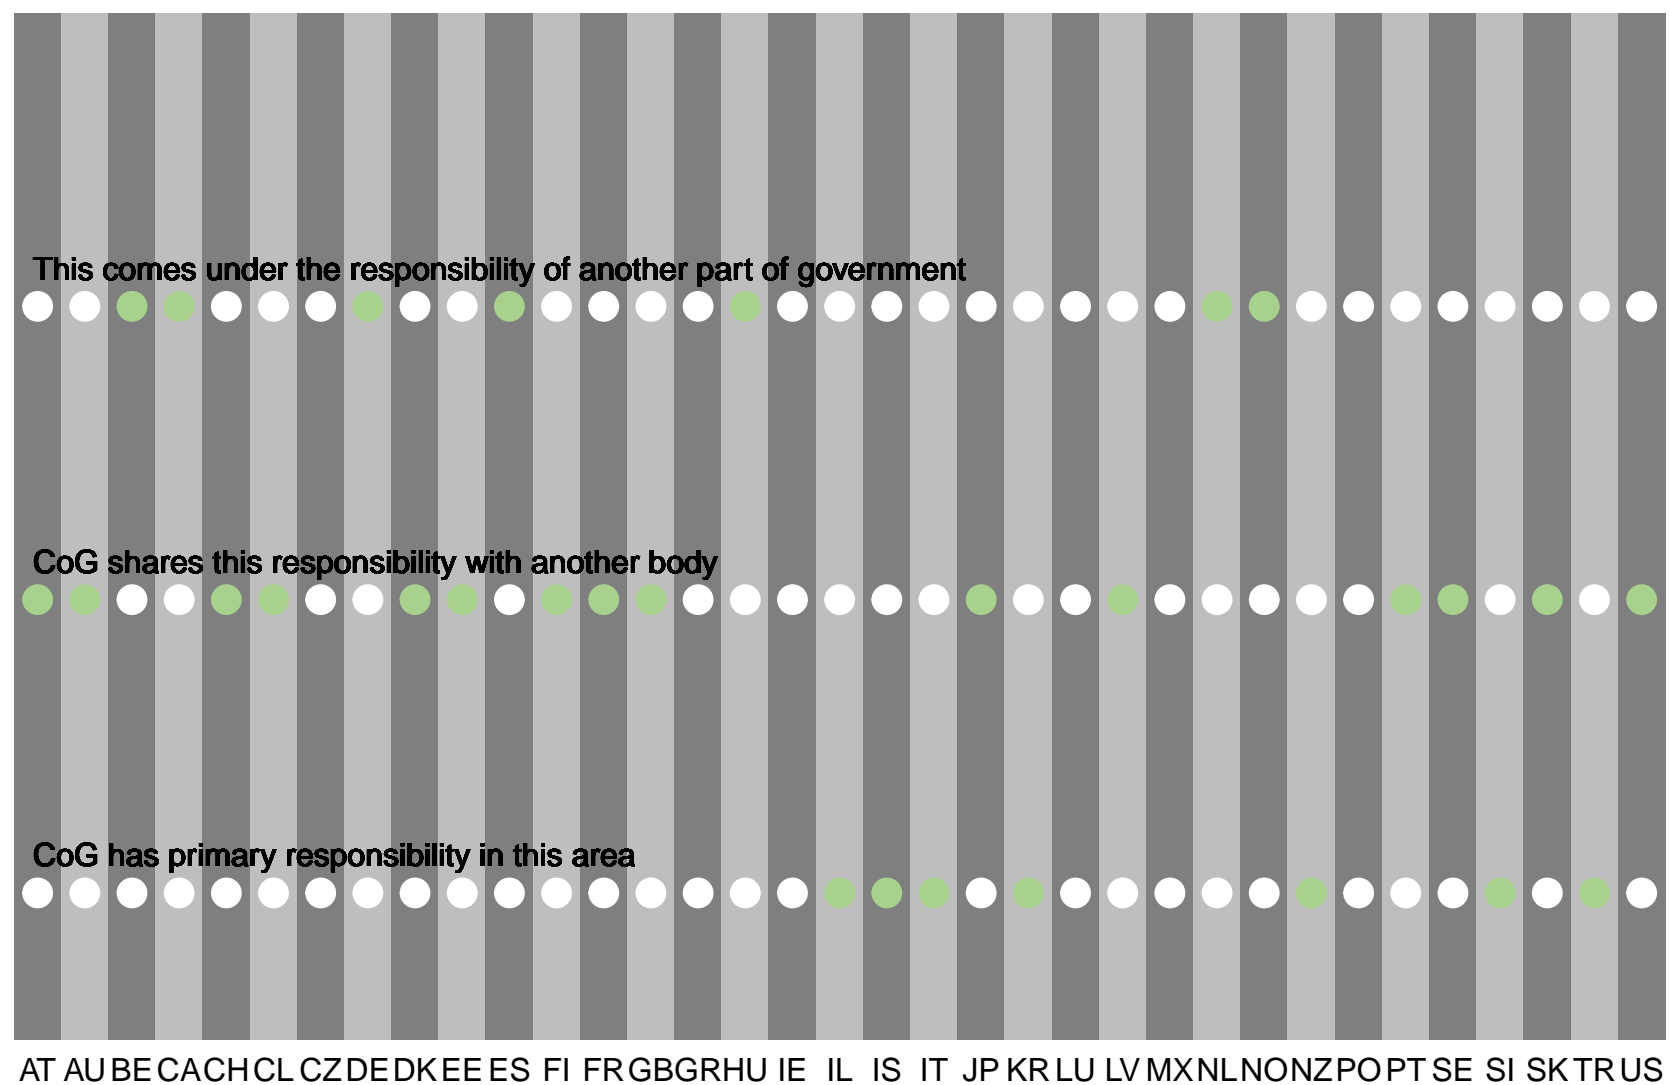 This comes under the responsibility of another part of government
CoG shares this responsibility with another body
CoG has primary responsibility in this area
AT AU BE CA CH CL CZ DE DK EE ES FI FR GB GR HU IE IL IS IT JP KR LU LV MX NL NO NZ PO PT SE SI SK TR US